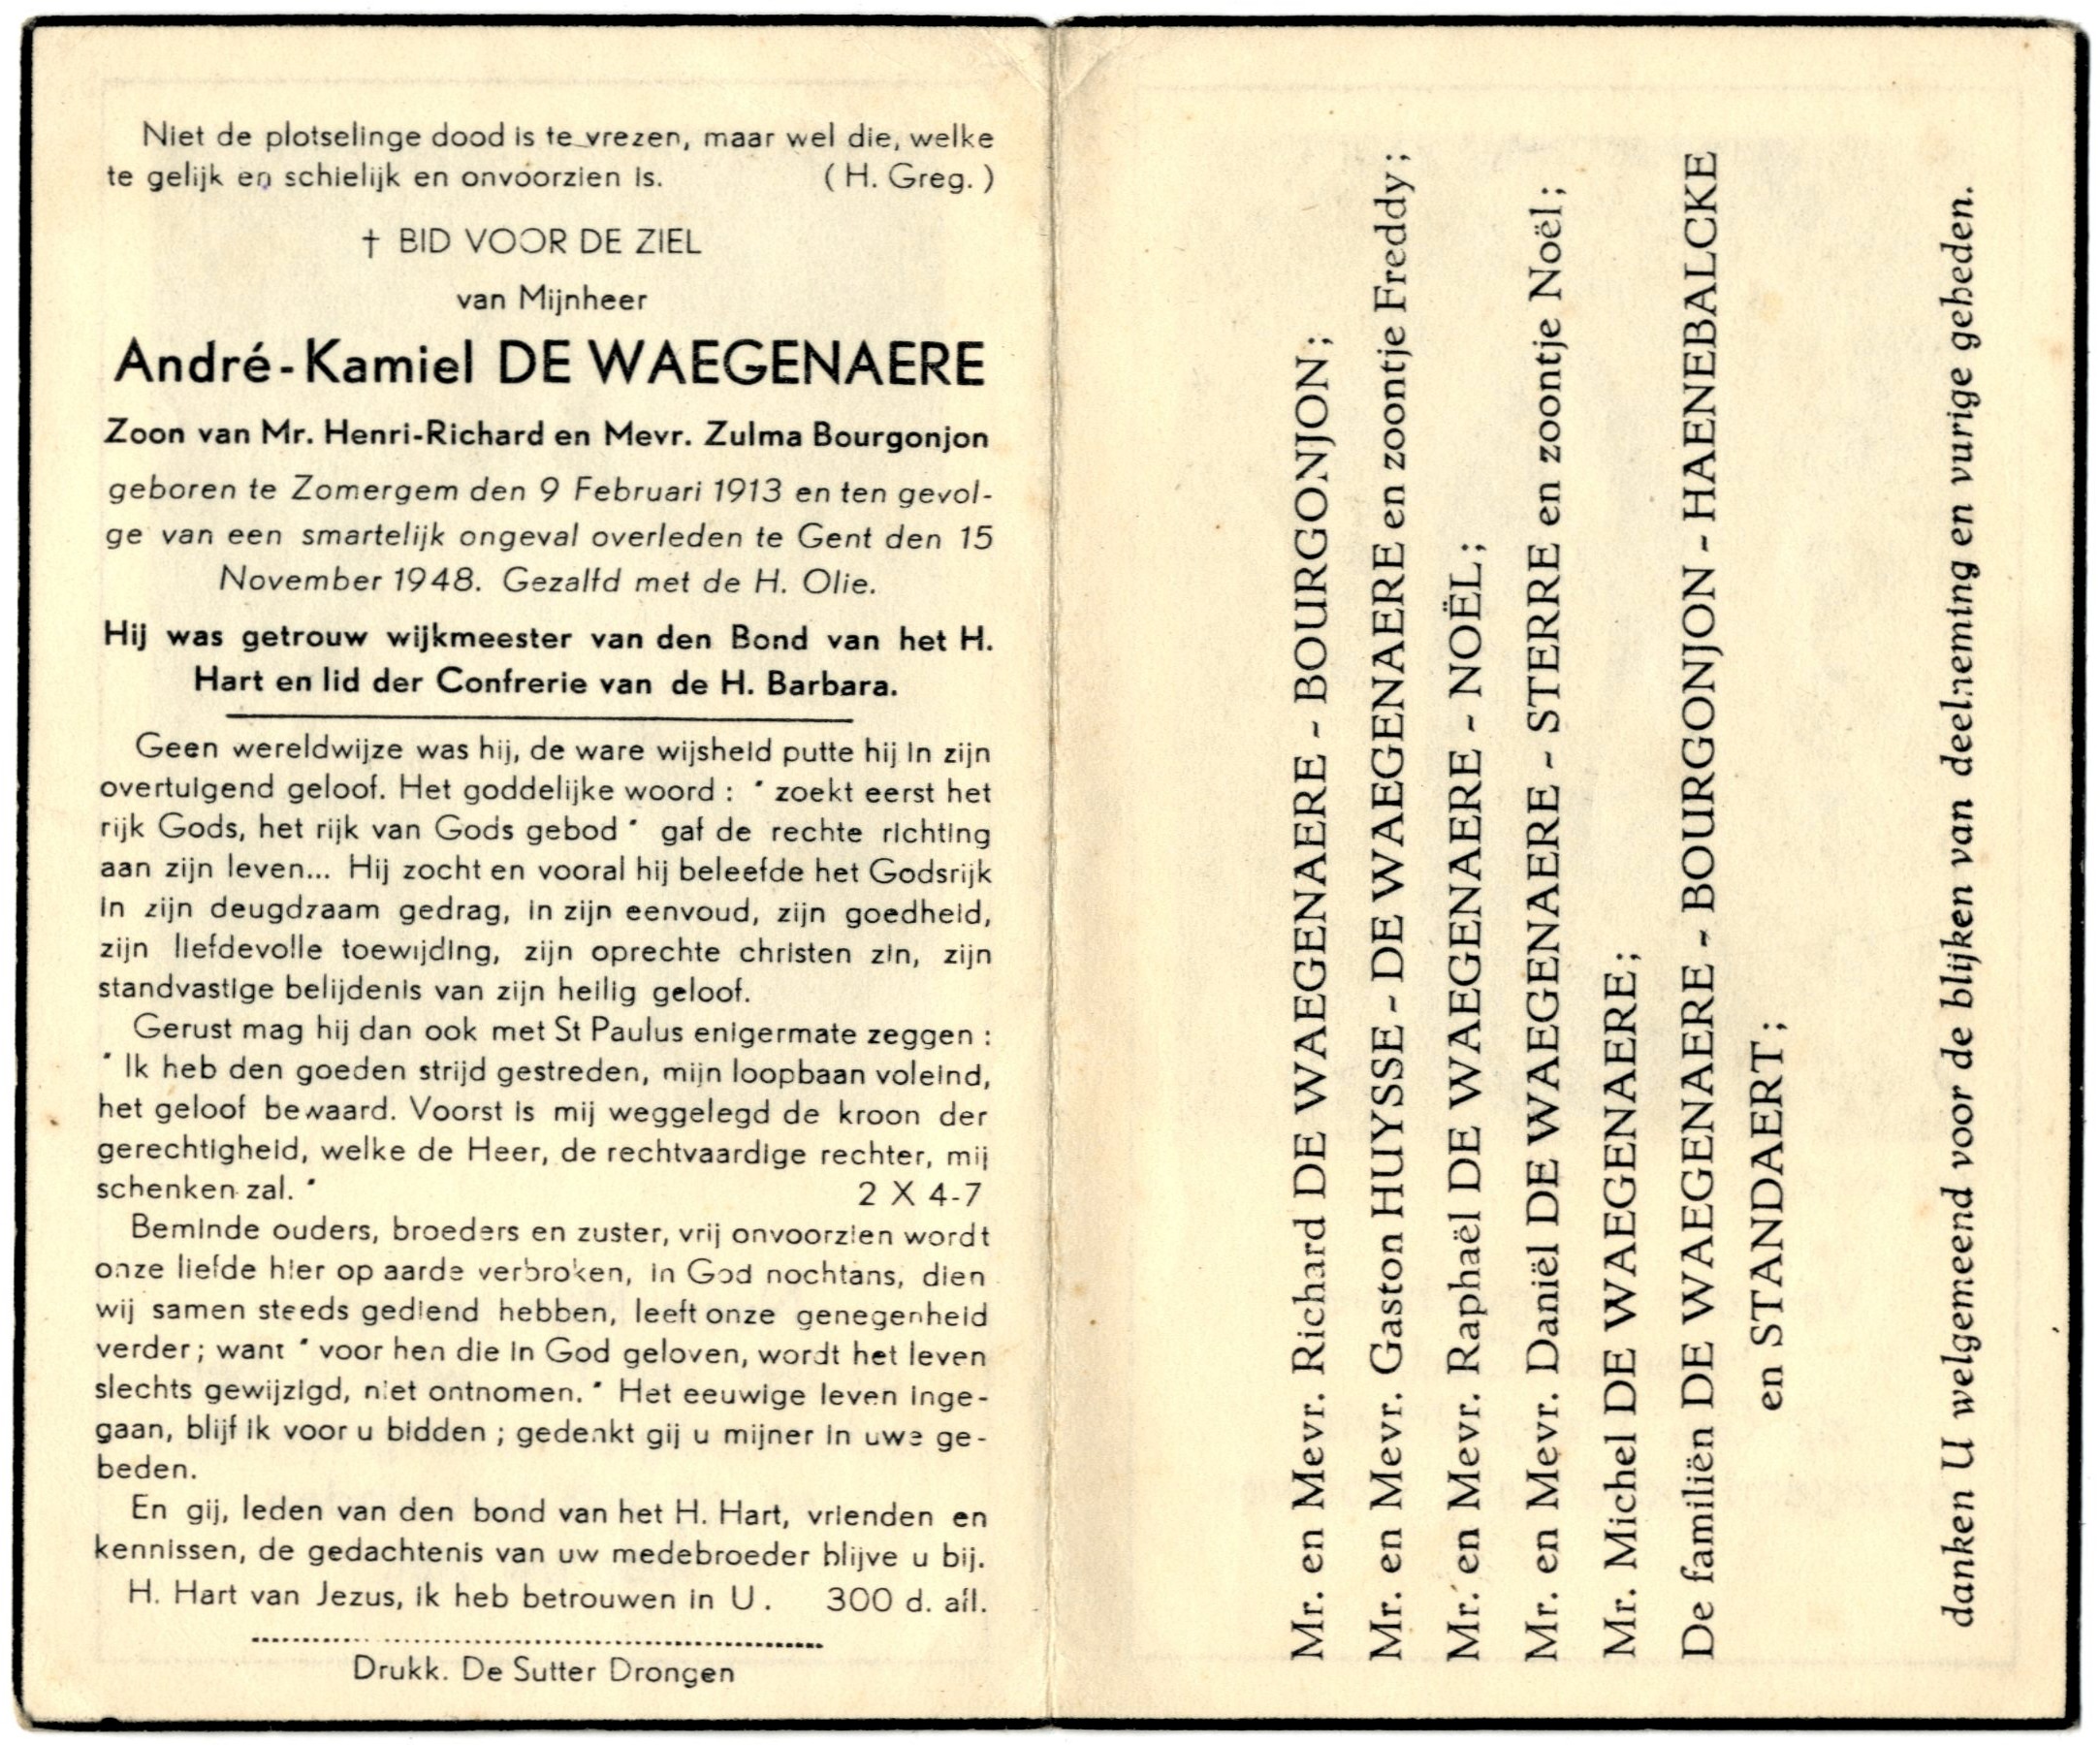 Niet de plotselinge dood is te vrezen, maar wel die, welke
te gelijk en schielijk en onvoorzien is. ( H. Greg. )
† BID VOOR DE ZIEL
van Mijnheer
André-Kamiel DE WAEGENAERE
Zoon van Mr. Henri-Richard en Mevr. Zulma Bourgonjon
geboren te Zomergem den 9 Februari 1913 en ten gevol-
ge van een smartelijk ongeval overleden te Gent den 15
November 1948. Gezalfd met de H. Olie.
Hij was getrouw wijkmeester van den Bond van het H.
Hart en lid der Confrerie van de H. Barbara.
Geen wereldwijze was hij, de ware wijsheid putte hij in zijn
overtuigend geloof. Het goddelijke woord : " zoekt eerst het
rijk Gods, het rijk van Gods gebod " gaf de rechte richting
aan zijn leven... Hij zocht en vooral hij beleefde het Godsrijk
in zijn deugdzaam gedrag, in zijn eenvoud, zijn goedheid,
zijn liefdevolle toewijding, zijn oprechte christen zin, zijn
standvastige belijdenis van zijn heilig geloof.
Gerust mag hij dan ook met St Paulus enigermate zeggen :
" Ik heb den goeden strijd gestreden, mijn loopbaan voleind,
het geloof bewaard. Voorst is mij weggelegd de kroon der
gerechtigheid, welke de Heer, de rechtvaardige rechter, mij
schenken zal. " 2 X 4-7
Beminde ouders, broeders en zuster, vrij onvoorzien wordt
onze liefde hier op aarde verbroken, in God nochtans, dien
wij samen steeds gediend hebben, leeft onze genegenheid
verder ; want " voor hen die in God geloven, wordt het leven
slechts gewijzigd, niet ontnomen. " Het eeuwige leven inge-
gaan, blijf ik voor u bidden ; gedenkt gij u mijner in uwe ge-
beden.
En gij, leden van den bond van het H. Hart, vrienden en
kennissen, de gedachtenis van uw medebroeder blijve u bij.
H. Hart van Jezus, ik heb betrouwen in U. 300 d. afl.
Drukk. De Sutter Drongen
Mr. en Mevr. Richard DE WAEGENAERE - BOURGONJON;
Mr. en Mevr. Gaston HUYSSE - DE WAEGENAERE en zoontje Freddy;
Mr. en Mevr. Raphaël DE WAEGENAERE - NOËL;
Mr. en Mevr. Daniël DE WAEGENAERE - STERRE en zoontje Noël;
Mr. Michel DE WAEGENAERE;
De familiën DE WAEGENAERE - BOURGONJON - HAENEBALCKE
en STANDAERT;
danken U welgemeend voor de blijken van deelneming en vurige gebeden.